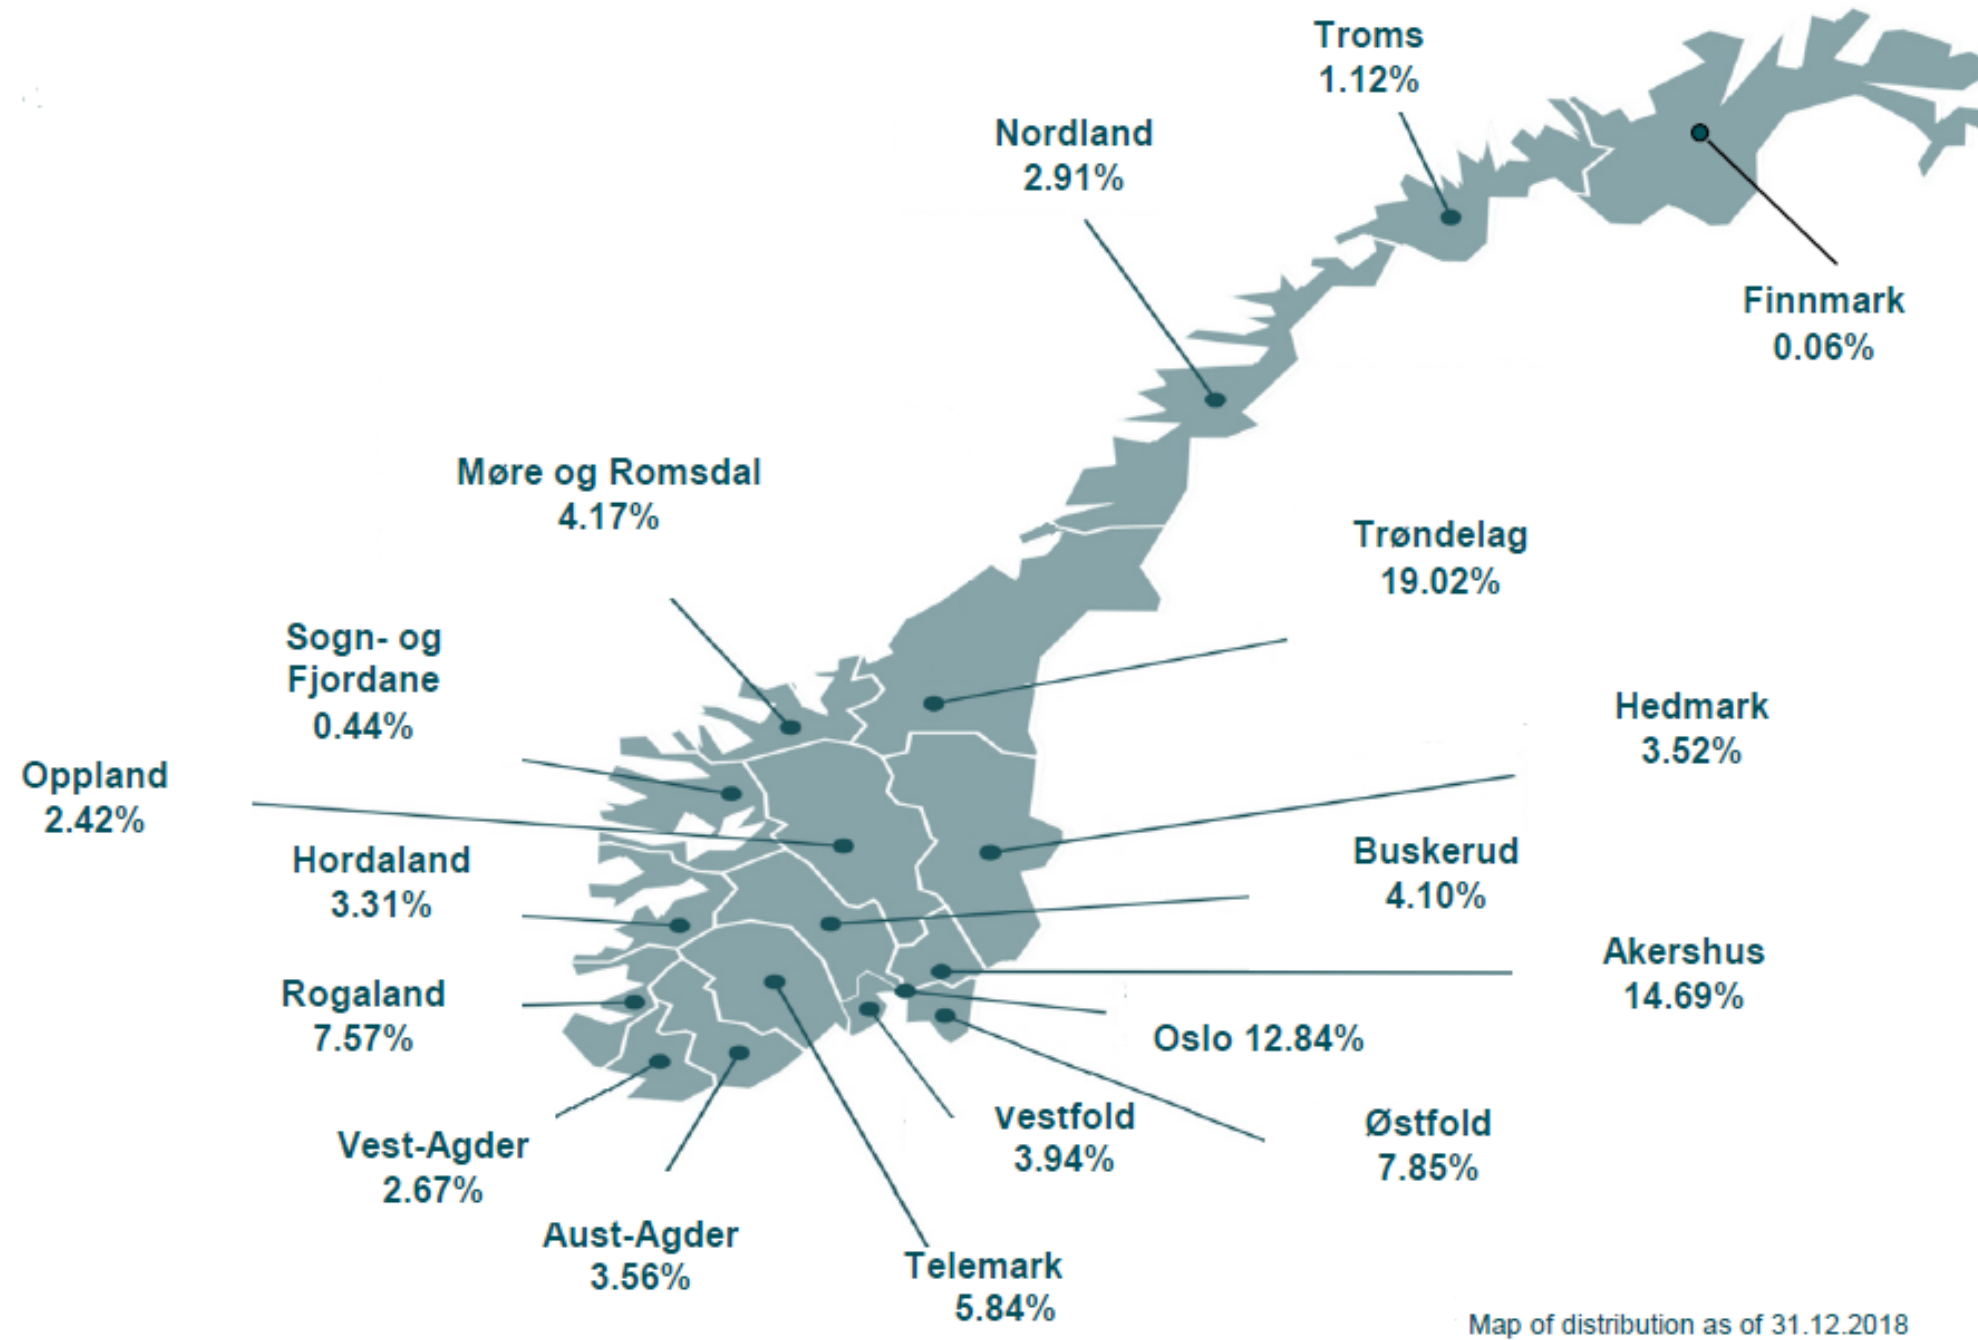 Troms
1.12%
Nordland
2.91%
Finnmark
0.06%
Møre og Romsdal
4.17%
Trøndelag
19.02%
Sogn- og
Fjordane
0.44%
Hedmark
3.52%
Oppland
2.42%
Hordaland
3.31%
Buskerud
4.10%
Akershus
14.69%
Rogaland
7.57%
Oslo 12.84%
Vestfold
3.94%
Østfold
7.85%
Vest-Agder
2.67%
Aust-Agder
3.56%
Telemark
5.84%
Map of distribution as of 31.12.2018